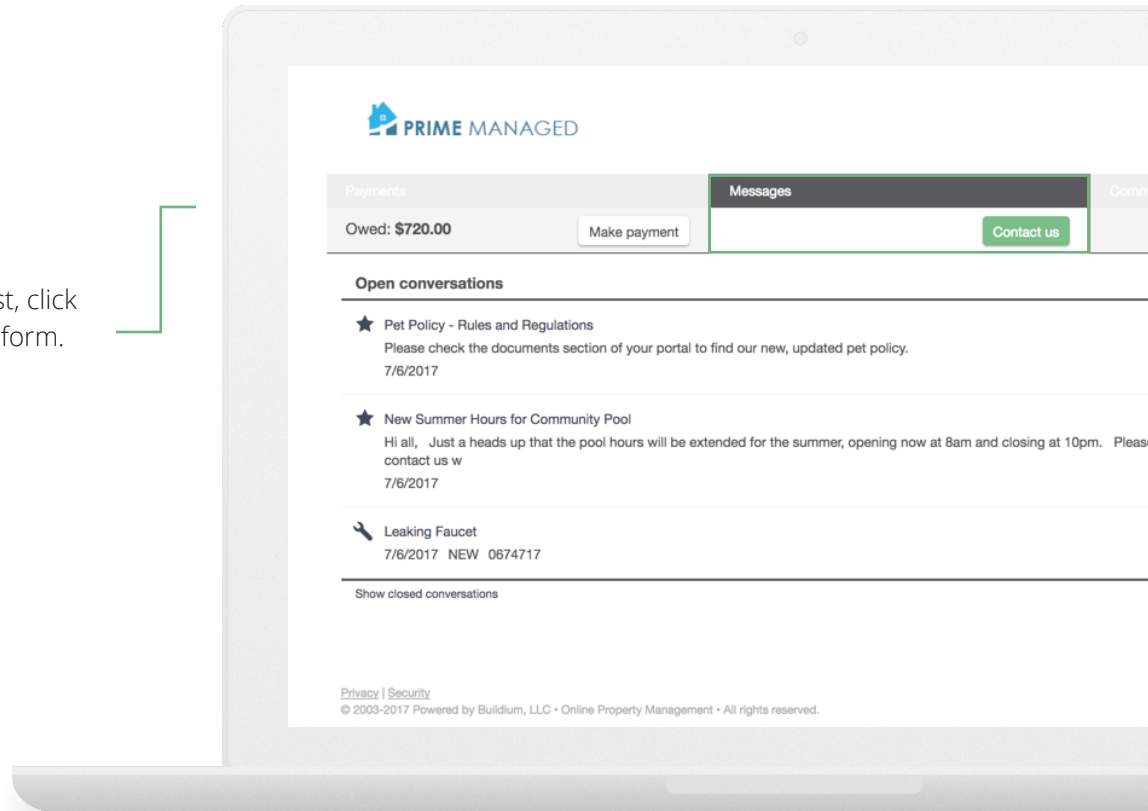 PRIME MANAGED
Payments
Messages
Owed: $720.00
Make payment
Contact us
st, click
form.
Open conversations
Pet Policy - Rules and Regulations
Please check the documents section of your portal to find our new, updated pet policy.
7/6/2017
New Summer Hours for Community Pool
Hi all, Just a heads up that the pool hours will be extended for the summer, opening now at 8am and closing at 10pm. Please
contact us w
7/6/2017
Leaking Faucet
7/6/2017 NEW 0674717
Show closed conversations
Privacy | Security
© 2003-2017 Powered by Buildium, LLC • Online Property Management • All rights reserved.